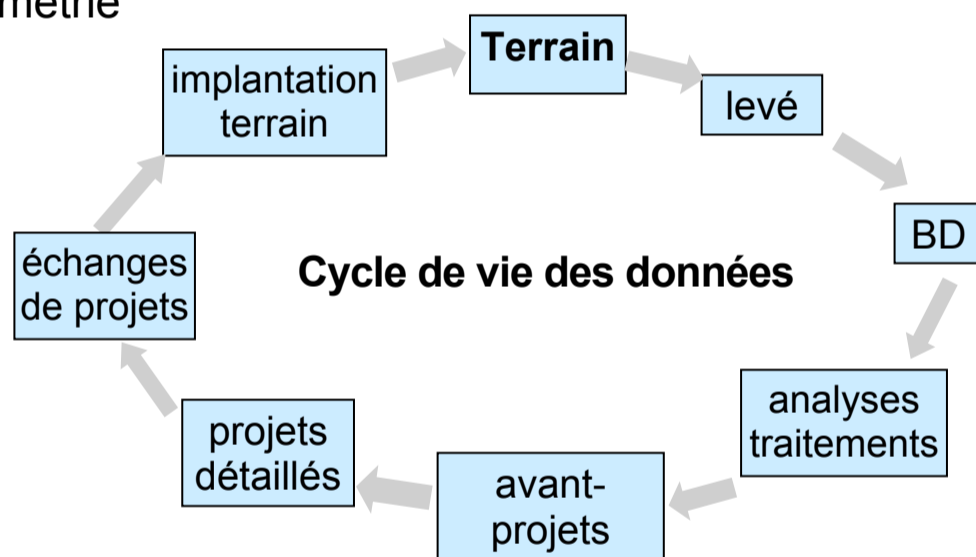 Terrain
implantation
terrain
levé
BD
Cycle de vie des données
échanges
de projets
analyses
traitements
projets
détaillés
avant-
projets